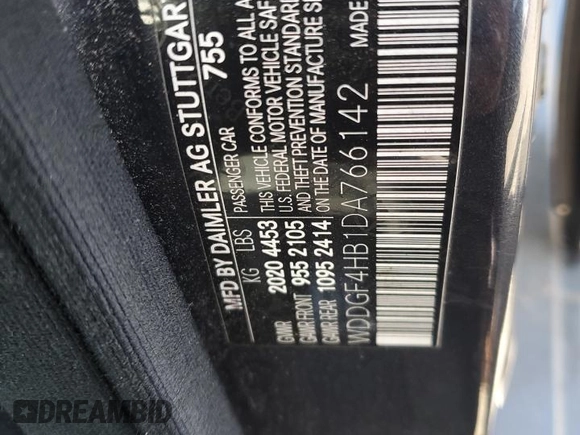 MFD BY DAIMLER AG STUTTGAR
755
KG LBS PASSENGER CAR
GVWR 2020 4453 THIS VEHICLE CONFORMS TO ALL A
GAWR FRONT 955 2105 U.S. FEDERAL MOTOR VEHICLE SAF
GAWR REAR 1095 2414 AND THEFT PREVENTION STANDARD
ON THE DATE OF MANUFACTURE SH
WDDGF4HB1DA766142 MADE
DREAMBID